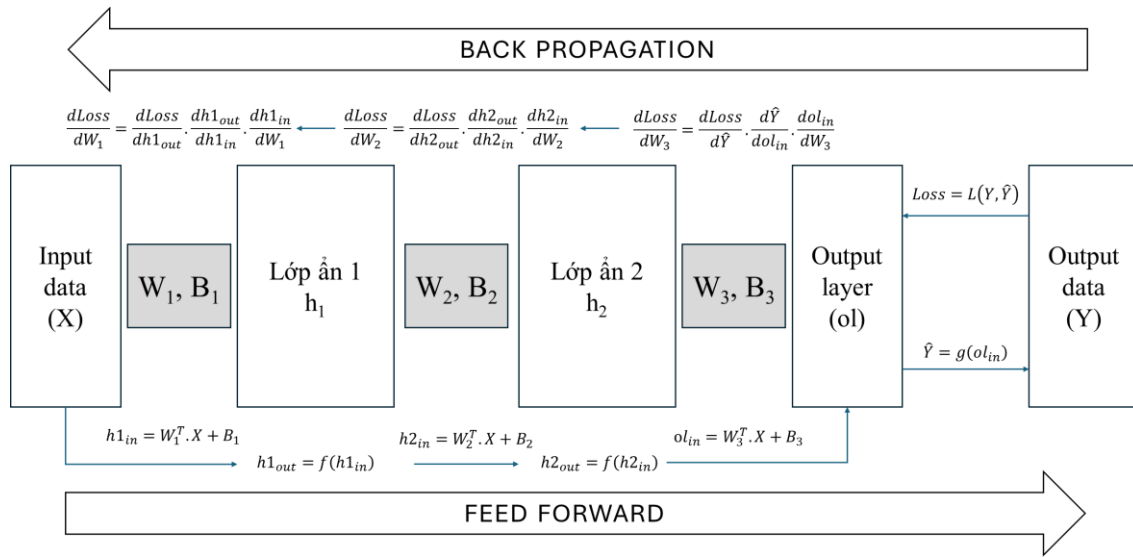 BACK PROPAGATION
dLoss/dW₁ = dLoss/dh1ₒᵤₜ . dh1ₒᵤₜ/dh1ᵢₙ . dh1ᵢₙ/dW₁
dLoss/dW₂ = dLoss/dh2ₒᵤₜ . dh2ₒᵤₜ/dh2ᵢₙ . dh2ᵢₙ/dW₂
dLoss/dW₃ = dLoss/dŶ . dŶ/dolᵢₙ . dolᵢₙ/dW₃
Input
data
(X)
W₁, B₁
Lớp ẩn 1
h₁
W₂, B₂
Lớp ẩn 2
h₂
W₃, B₃
Output
layer
(ol)
Loss = L(Y, Ŷ)
Ŷ = g(olᵢₙ)
Output
data
(Y)
h1ᵢₙ = W₁ᵀ.X + B₁
h1ₒᵤₜ = f(h1ᵢₙ)
h2ᵢₙ = W₂ᵀ.X + B₂
h2ₒᵤₜ = f(h2ᵢₙ)
olᵢₙ = W₃ᵀ.X + B₃
FEED FORWARD